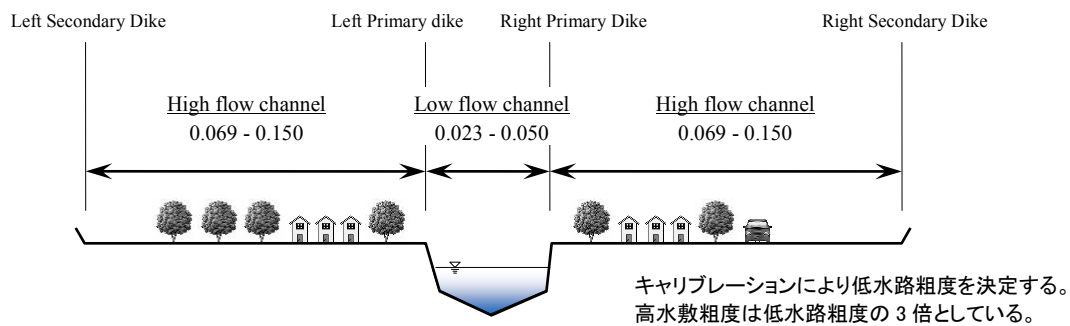 Left Secondary Dike
Left Primary dike
Right Primary Dike
Right Secondary Dike
High flow channel
0.069 - 0.150
Low flow channel
0.023 - 0.050
High flow channel
0.069 - 0.150
キャリブレーションにより低水路粗度を決定する。
高水敷粗度は低水路粗度の 3 倍としている。